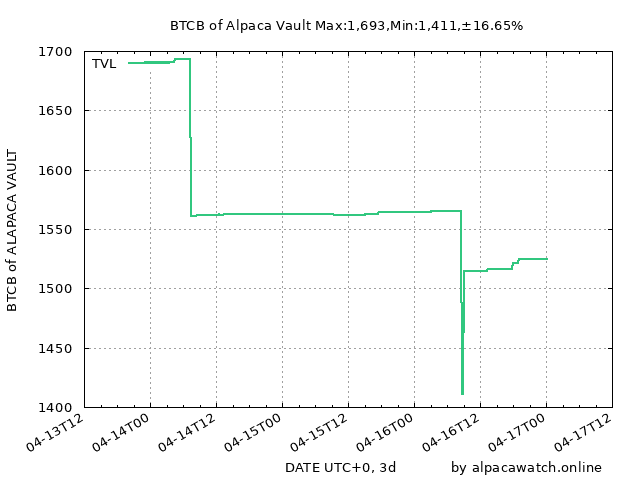 BTCB of Alpaca Vault Max:1,693,Min:1,411,±16.65%
TVL
1700
1650
1600
1550
1500
1450
1400
BTCB of ALAPACA VAULT
04-13T12
04-14T00
04-14T12
04-15T00
04-15T12
04-16T00
04-16T12
04-17T00
04-17T12
DATE UTC+0, 3d
by alpacawatch.online